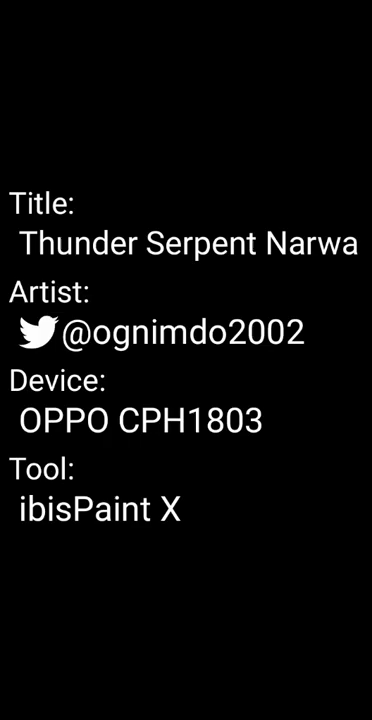 Title:
Thunder Serpent Narwa
Artist:
@ognimdo2002
Device:
OPPO CPH1803
Tool:
ibisPaint X